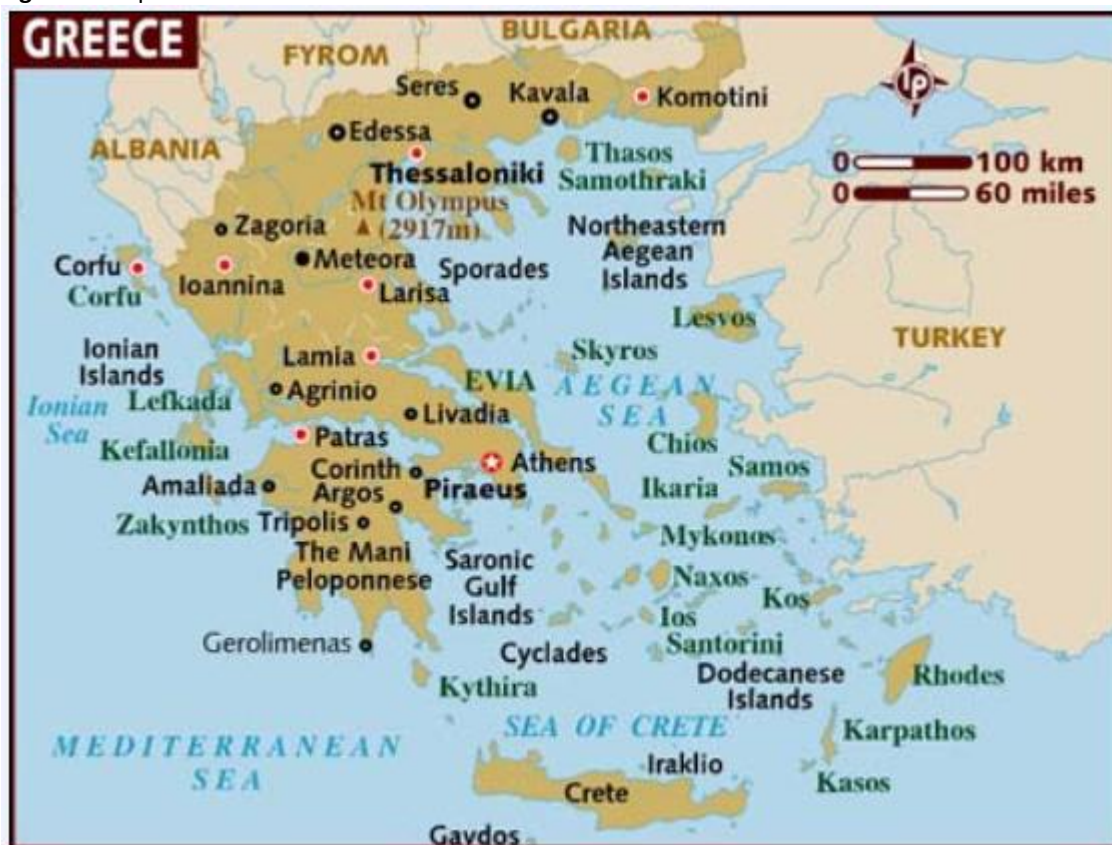 GREECE
BULGARIA
FYROM
Seres
Kavala
Komotini
lp
Edessa
ALBANIA
Thasos
0 100 km
Thessaloniki
Samothraki
0 60 miles
Mt Olympus
(2917m)
Zagoria
Northeastern
Aegean
Islands
Corfu
Meteora
Sporades
Ioannina
Corfu
Larisa
Lesvos
TURKEY
Ionian
Islands
Lamia
Skyros
EVIA
AEGEAN
SEA
Agrinio
Lefkada
Ionian
Sea
Livadia
Kefallonia
Patras
Chios
Corinth
Athens
Samos
Amaliada
Argos
Piraeus
Ikaria
Zakynthos
Tripolis
Mykonos
The Mani
Peloponnese
Saronic
Gulf
Islands
Naxos
Kos
Ios
Gerolimenas
Santorini
Cyclades
Dodecanese
Islands
Rhodes
Kythira
SEA OF CRETE
Karpathos
MEDITERRANEAN
SEA
Iraklio
Kasos
Crete
Gavdos